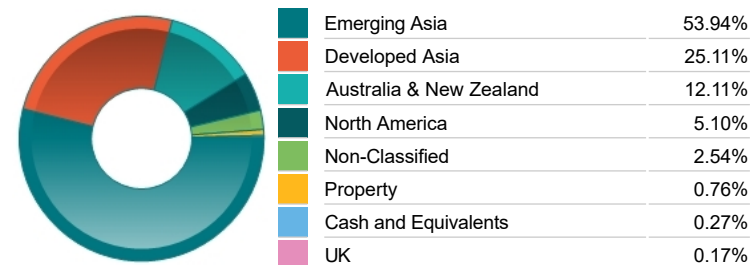 Emerging Asia 53.94%
Developed Asia 25.11%
Australia & New Zealand 12.11%
North America 5.10%
Non-Classified 2.54%
Property 0.76%
Cash and Equivalents 0.27%
UK 0.17%